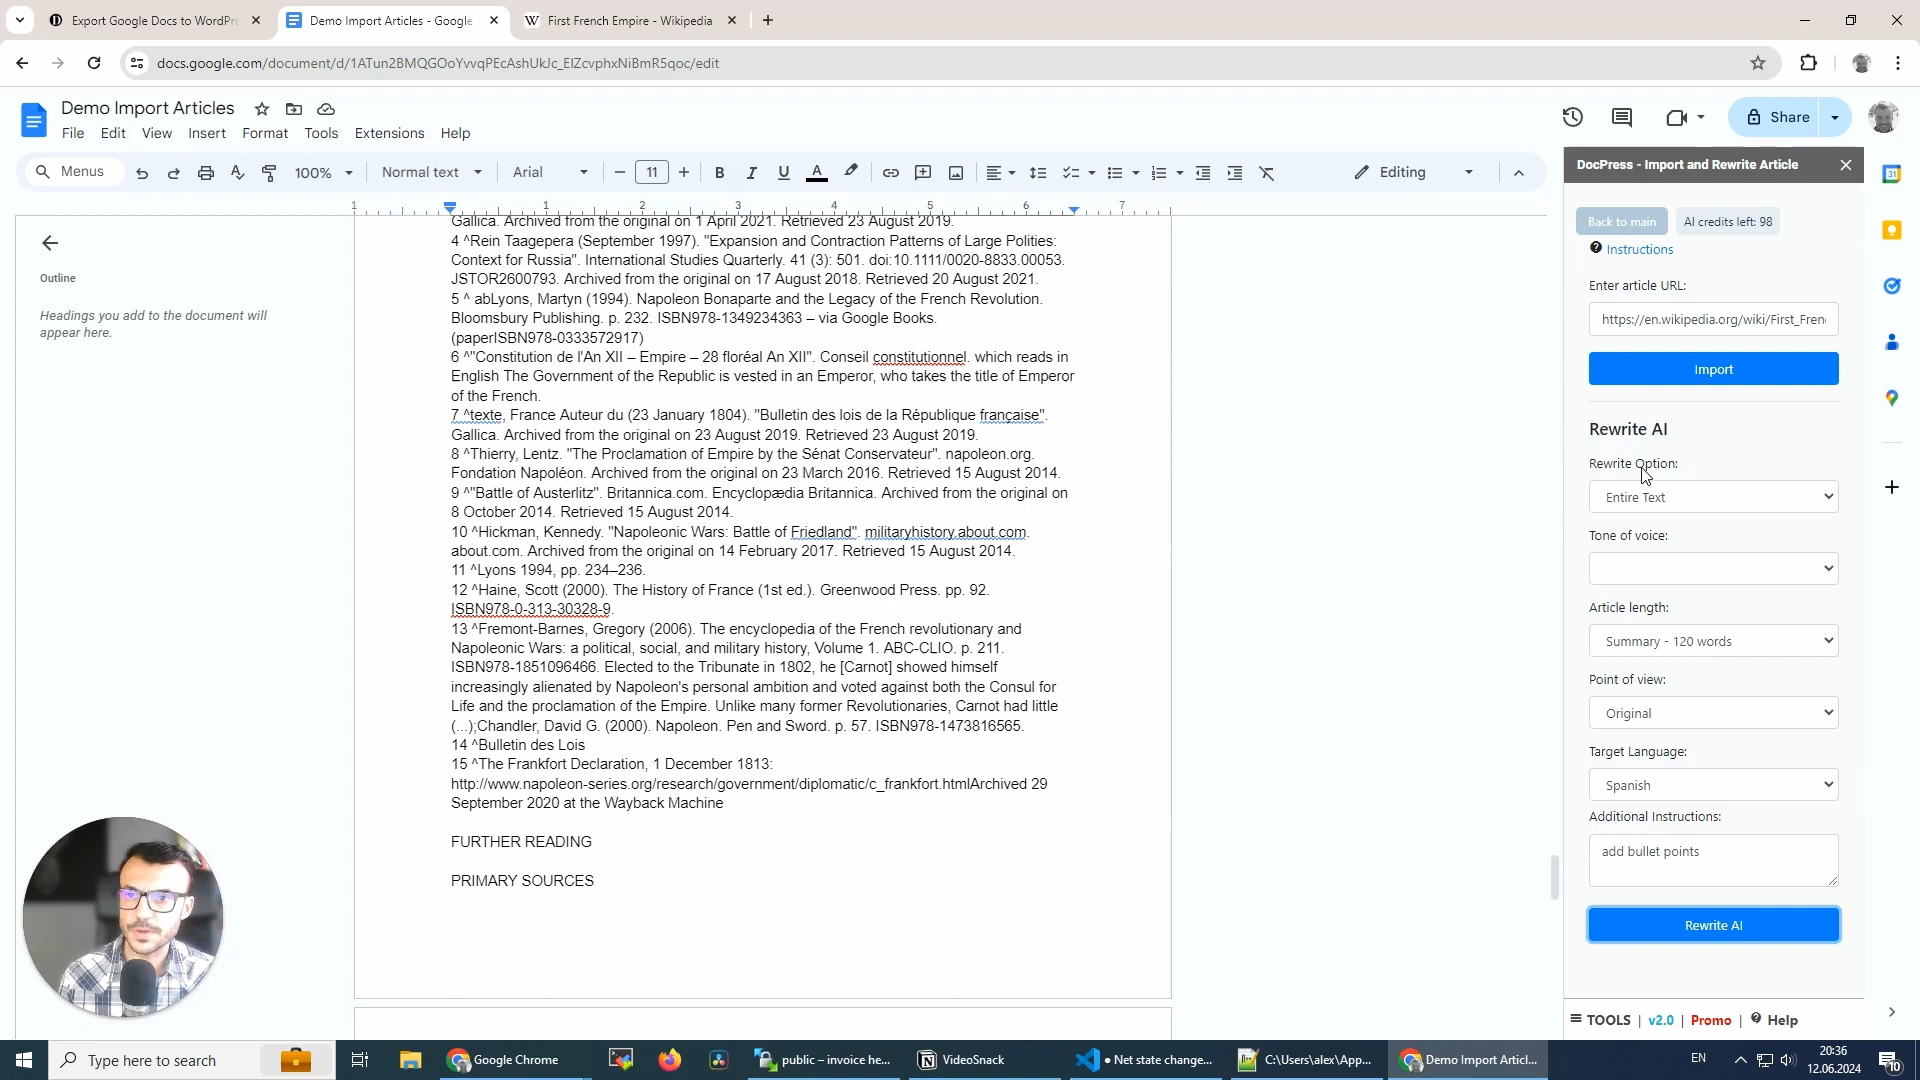 Export Google Docs to WordPre
Demo Import Articles - Google
First French Empire - Wikipedia
docs.google.com/document/d/1ATun2BMQGOoYvvqPEcAshUkJc_EIZcvphxNiBmR5qoc/edit
Demo Import Articles
File Edit View Insert Format Tools Extensions Help
Share
Menus 100% Normal text Arial 11 Editing
1 1 2 3 4 5 6 7
Outline
Headings you add to the document will
appear here.
Gallica. Archived from the original on 1 April 2021. Retrieved 23 August 2019.
4 ^Rein Taagepera (September 1997). "Expansion and Contraction Patterns of Large Polities:
Context for Russia". International Studies Quarterly. 41 (3): 501. doi:10.1111/0020-8833.00053.
JSTOR2600793. Archived from the original on 17 August 2018. Retrieved 20 August 2021.
5 ^ abLyons, Martyn (1994). Napoleon Bonaparte and the Legacy of the French Revolution.
Bloomsbury Publishing. p. 232. ISBN978-1349234363 – via Google Books.
(paperISBN978-0333572917)
6 ^"Constitution de l'An XII – Empire – 28 floréal An XII". Conseil constitutionnel. which reads in
English The Government of the Republic is vested in an Emperor, who takes the title of Emperor
of the French.
7 ^texte, France Auteur du (23 January 1804). "Bulletin des lois de la République française".
Gallica. Archived from the original on 23 August 2019. Retrieved 23 August 2019.
8 ^Thierry, Lentz. "The Proclamation of Empire by the Sénat Conservateur". napoleon.org.
Fondation Napoléon. Archived from the original on 23 March 2016. Retrieved 15 August 2014.
9 ^"Battle of Austerlitz". Britannica.com. Encyclopædia Britannica. Archived from the original on
8 October 2014. Retrieved 15 August 2014.
10 ^Hickman, Kennedy. "Napoleonic Wars: Battle of Friedland". militaryhistory.about.com.
about.com. Archived from the original on 14 February 2017. Retrieved 15 August 2014.
11 ^Lyons 1994, pp. 234–236.
12 ^Haine, Scott (2000). The History of France (1st ed.). Greenwood Press. pp. 92.
ISBN978-0-313-30328-9.
13 ^Fremont-Barnes, Gregory (2006). The encyclopedia of the French revolutionary and
Napoleonic Wars: a political, social, and military history, Volume 1. ABC-CLIO. p. 211.
ISBN978-1851096466. Elected to the Tribunate in 1802, he [Carnot] showed himself
increasingly alienated by Napoleon's personal ambition and voted against both the Consul for
Life and the proclamation of the Empire. Unlike many former Revolutionaries, Carnot had little
(...);Chandler, David G. (2000). Napoleon. Pen and Sword. p. 57. ISBN978-1473816565.
14 ^Bulletin des Lois
15 ^The Frankfort Declaration, 1 December 1813:
http://www.napoleon-series.org/research/government/diplomatic/c_frankfort.htmlArchived 29
September 2020 at the Wayback Machine
FURTHER READING
PRIMARY SOURCES
DocPress - Import and Rewrite Article
Back to main AI credits left: 98
Instructions
Enter article URL:
https://en.wikipedia.org/wiki/First_Fren
Import
Rewrite AI
Rewrite Option:
Entire Text
Tone of voice:
Article length:
Summary - 120 words
Point of view:
Original
Target Language:
Spanish
Additional Instructions:
add bullet points
Rewrite AI
TOOLS | v2.0 | Promo | Help
31
Type here to search
Google Chrome
public – invoice he...
VideoSnack
● Net state change...
C:\Users\alex\App...
Demo Import Articl...
EN
20:36
12.06.2024
10